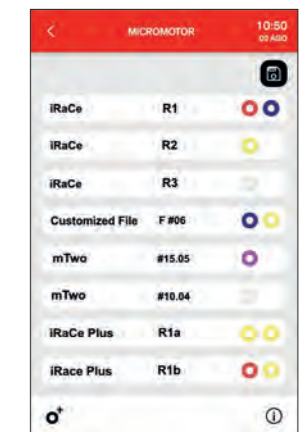 MICROMOTOR 10:50
02 AGO
iRaCe R1
iRaCe R2
iRaCe R3
Customized File F #06
mTwo #15.05
mTwo #10.04
iRaCe Plus R1a
iRace Plus R1b